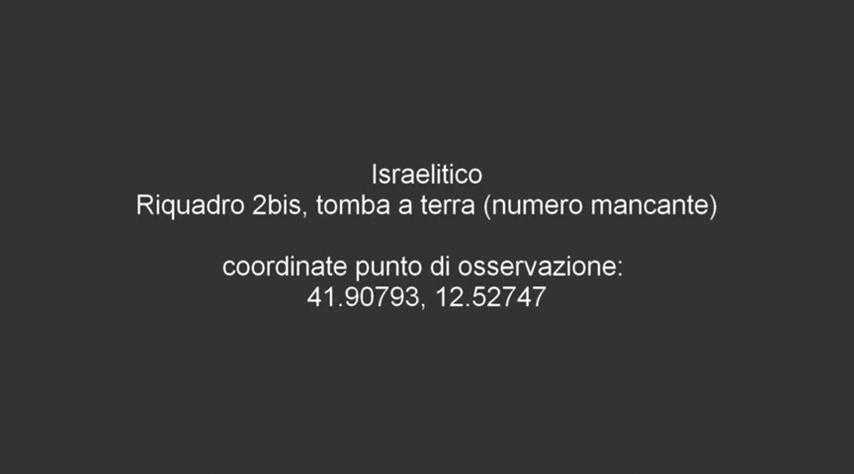 Israelitico
Riquadro 2bis, tomba a terra (numero mancante)
coordinate punto di osservazione:
41.90793, 12.52747